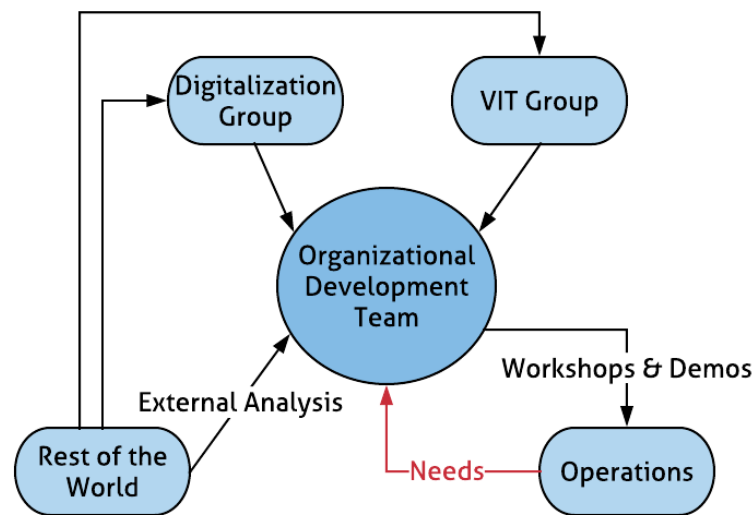 Digitalization
Group
VIT Group
Organizational
Development
Team
Workshops & Demos
External Analysis
Rest of the
World
Needs
Operations